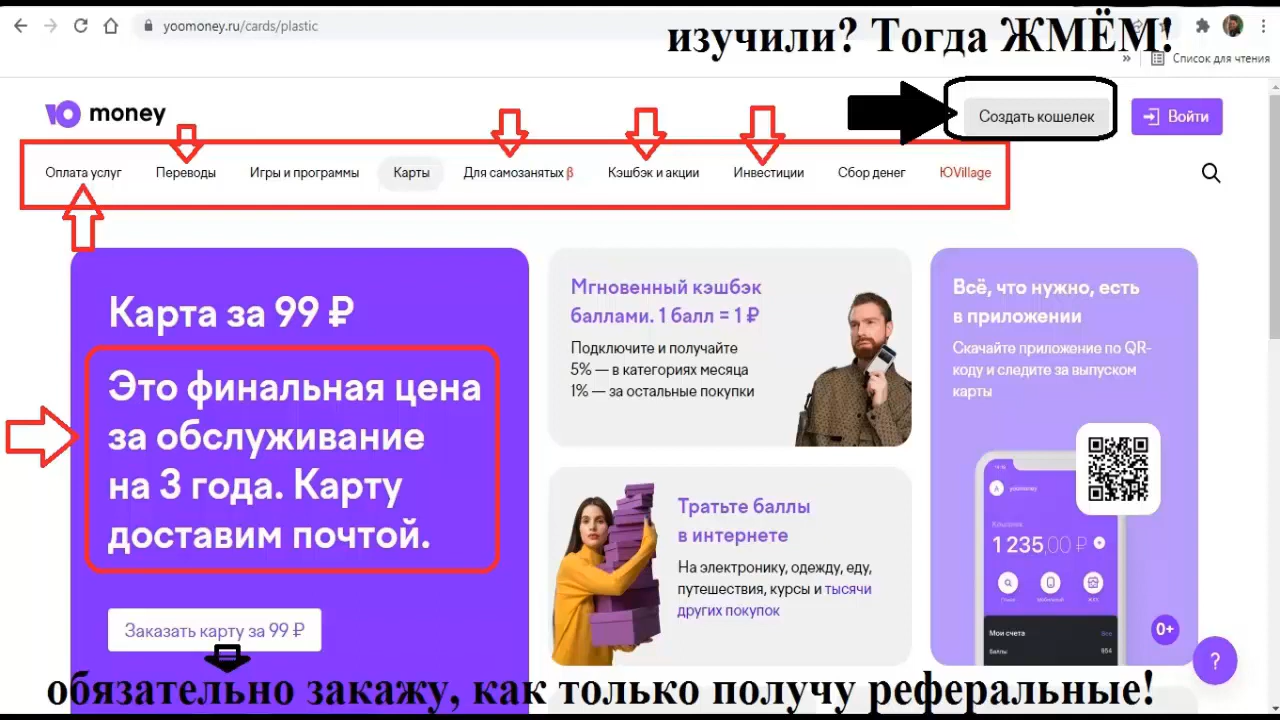 yoomoney.ru/cards/plastic
изучили? Тогда ЖМЁМ!
Список для чтения
Ю money
Создать кошелек
Войти
Оплата услуг Переводы Игры и программы Карты Для самозанятых β Кэшбэк и акции Инвестиции Сбор денег ЮVillage
Карта за 99 ₽
Это финальная цена
за обслуживание
на 3 года. Карту
доставим почтой.
Заказать карту за 99 ₽
Мгновенный кэшбэк
баллами. 1 балл = 1 ₽
Подключите и получайте
5% — в категориях месяца
1% — за остальные покупки
Тратьте баллы
в интернете
На электронику, одежду, еду,
путешествия, курсы и тысячи
других покупок
Всё, что нужно, есть
в приложении
Скачайте приложение по QR-
коду и следите за выпуском
карты
yoomoney
1 235,00 ₽
Мои счета Все
Баллы 954
0+
?
обязательно закажу, как только получу реферальные!